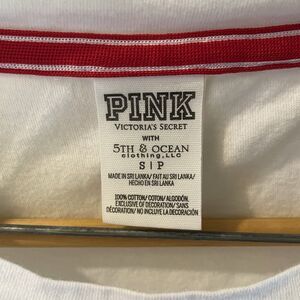 PINK
VICTORIA'S SECRET
WITH
5TH & OCEAN
clothing, LLC
S | P
MADE IN SRI LANKA/ FAIT AU SRI LANKA/
HECHO EN SRI LANKA
100% COTTON/ COTON/ ALGODÓN.
EXCLUSIVE OF DECORATION/ SANS
DÉCORATION/ NO INCLUYE LA DECORACIÓN